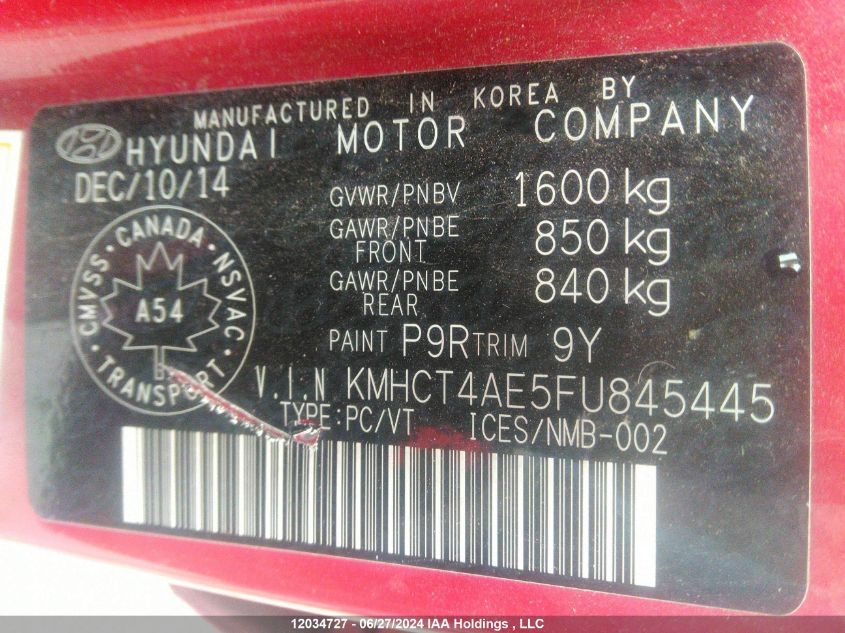 MANUFACTURED IN KOREA BY
HYUNDAI MOTOR COMPANY
DEC/10/14
GVWR/PNBV 1600 kg
GAWR/PNBE FRONT 850 kg
GAWR/PNBE REAR 840 kg
CANADA
CMVSS
NSVAC
A54
TRANSPORT
PAINT P9R TRIM 9Y
V.I.N KMHCT4AE5FU845445
TYPE:PC/VT ICES/NMB-002
12034727 - 06/27/2024 IAA Holdings , LLC